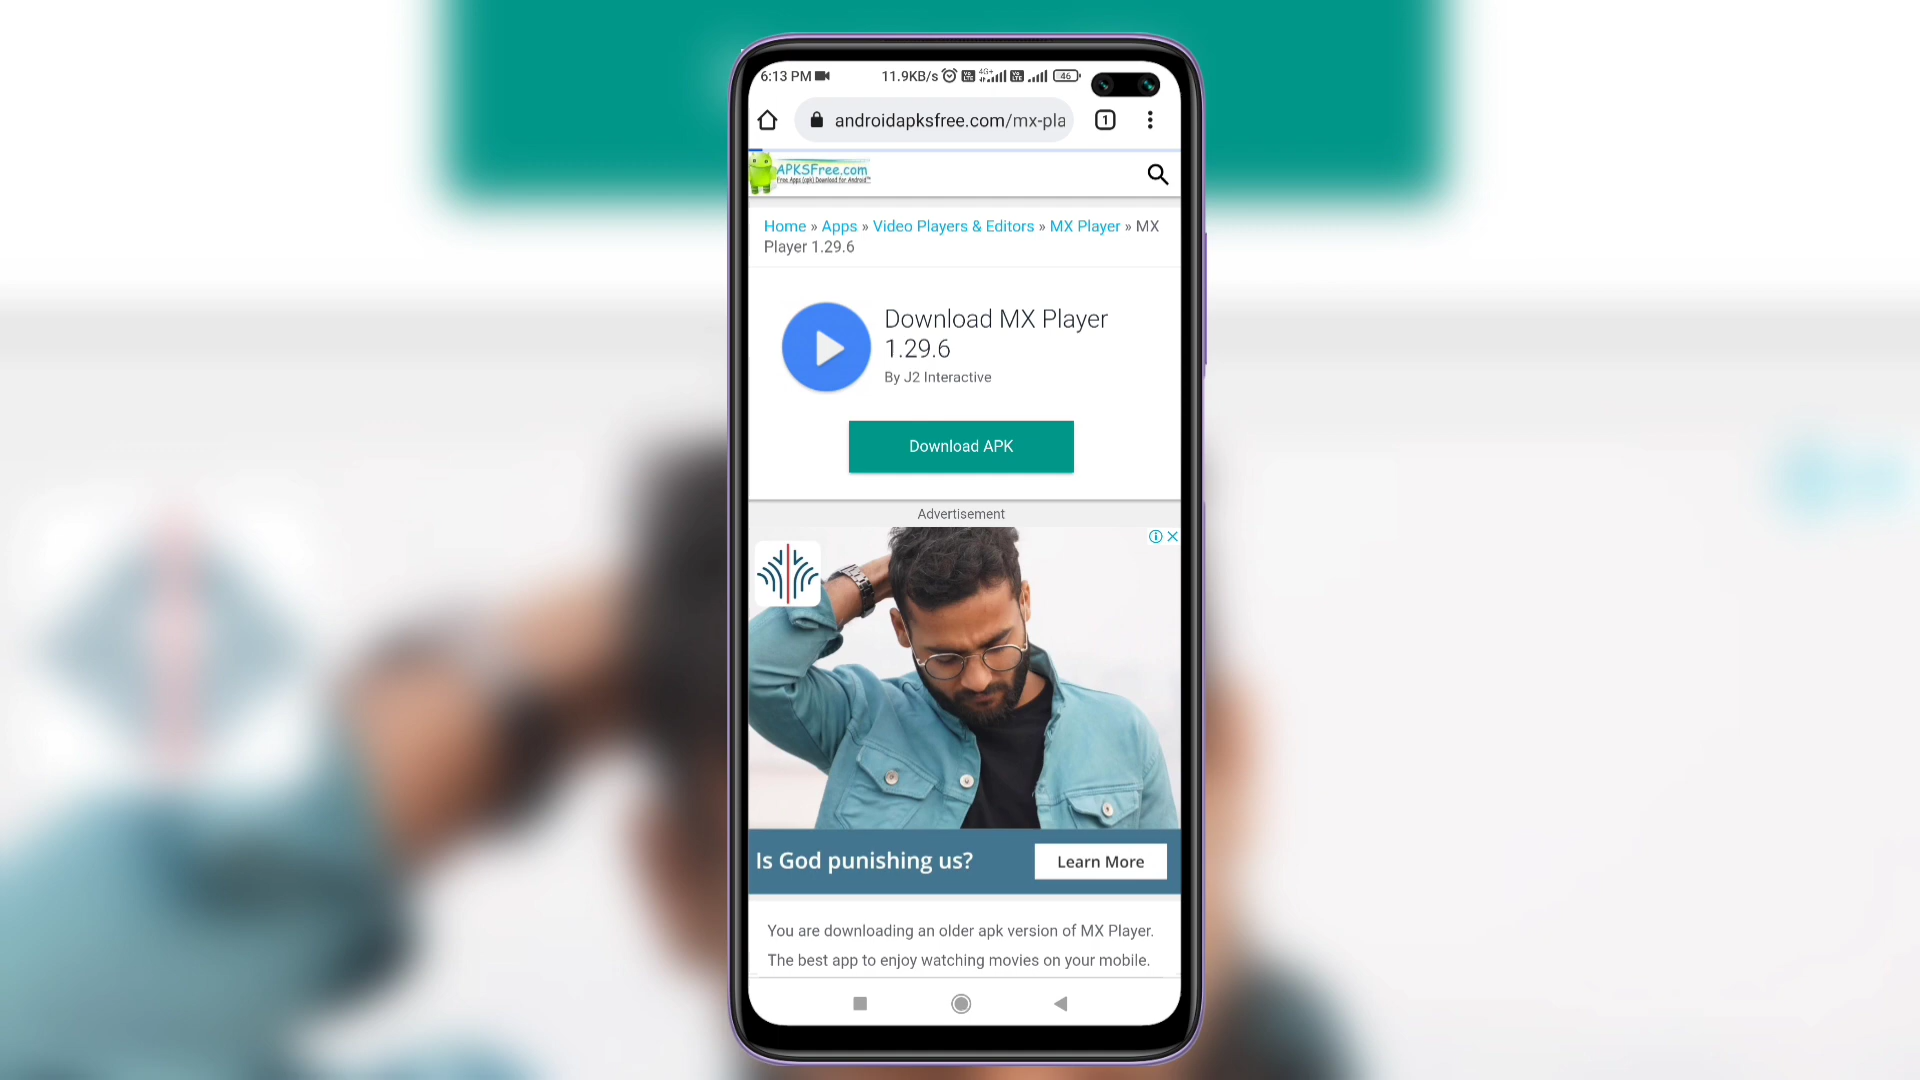 6:13 PM 11.9KB/s 4G+ 46
androidapksfree.com/mx-pla 1
APKSFree.com
Free Apps (apk) Download for Android™
Home » Apps » Video Players & Editors » MX Player » MX
Player 1.29.6
Download MX Player
1.29.6
By J2 Interactive
Download APK
Advertisement
Is God punishing us? Learn More
You are downloading an older apk version of MX Player.
The best app to enjoy watching movies on your mobile.